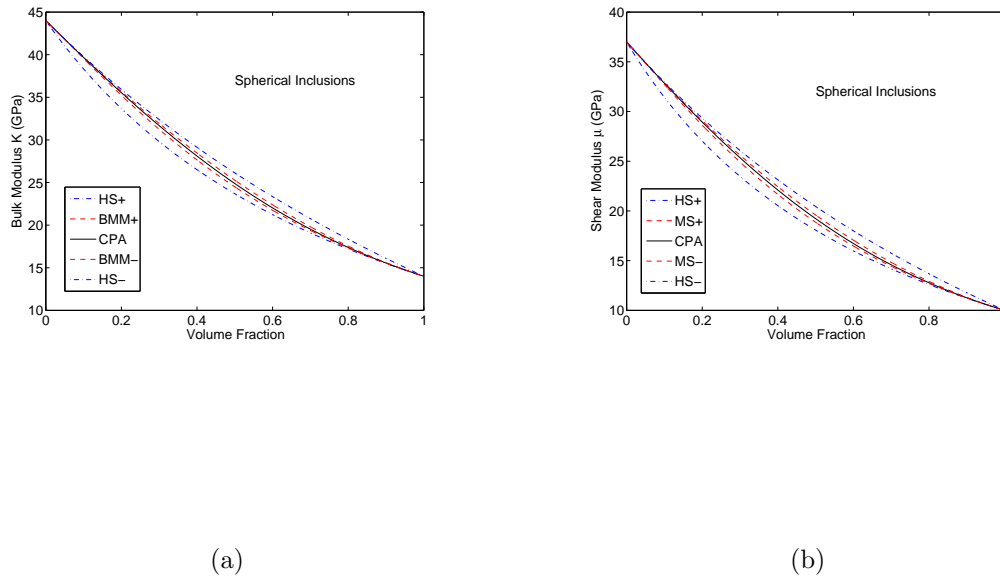 45
40
35
30
25
20
15
10
Bulk Modulus K (GPa)
Spherical Inclusions
HS+
BMM+
CPA
BMM−
HS−
0
0.2
0.4
0.6
0.8
1
Volume Fraction
(a)
40
35
30
25
20
15
10
Shear Modulus μ (GPa)
Spherical Inclusions
HS+
MS+
CPA
MS−
HS−
0
0.2
0.4
0.6
0.8
Volume Fraction
(b)